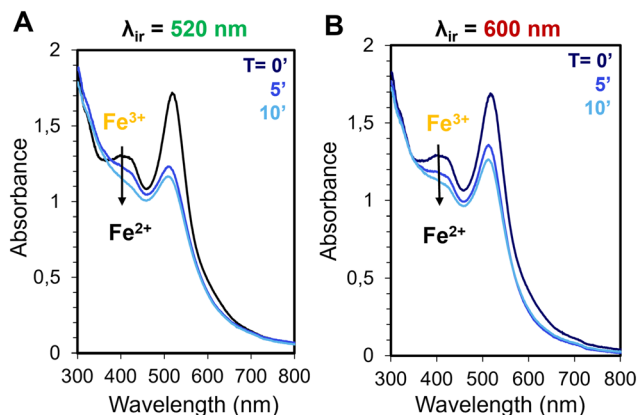 A
λir = 520 nm
2
1.5
1
0.5
0
T= 0’
5’
10’
Fe3+
Fe2+
Absorbance
300 400 500 600 700 800
Wavelength (nm)
B
λir = 600 nm
2
1,5
1
0,5
0
T= 0’
5’
10’
Fe3+
Fe2+
Absorbance
300 400 500 600 700 800
Wavelength (nm)